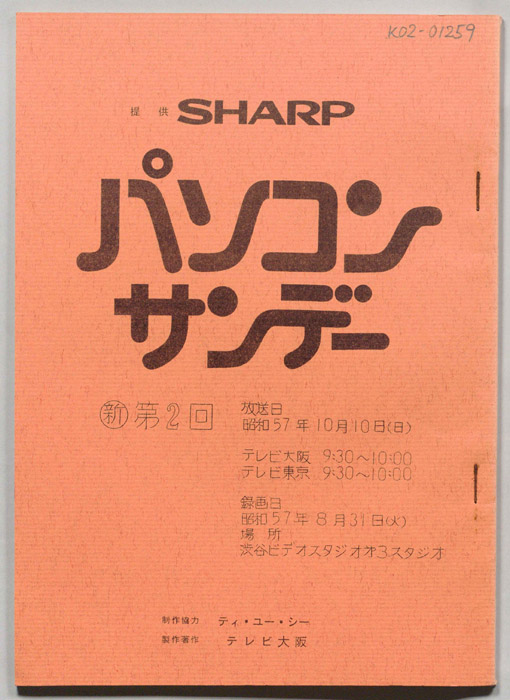 K02-01259
提 供 SHARP
パソコン
サンデー
新 第2回
放送日
昭和57年10月10日(日)
テレビ大阪 9:30〜10:00
テレビ東京 9:30〜10:00
録画日
昭和57年8月31日(火)
場 所
渋谷ビデオスタジオオ3スタジオ
制作協力 ティ・ユー・シー
製作著作 テレビ大阪